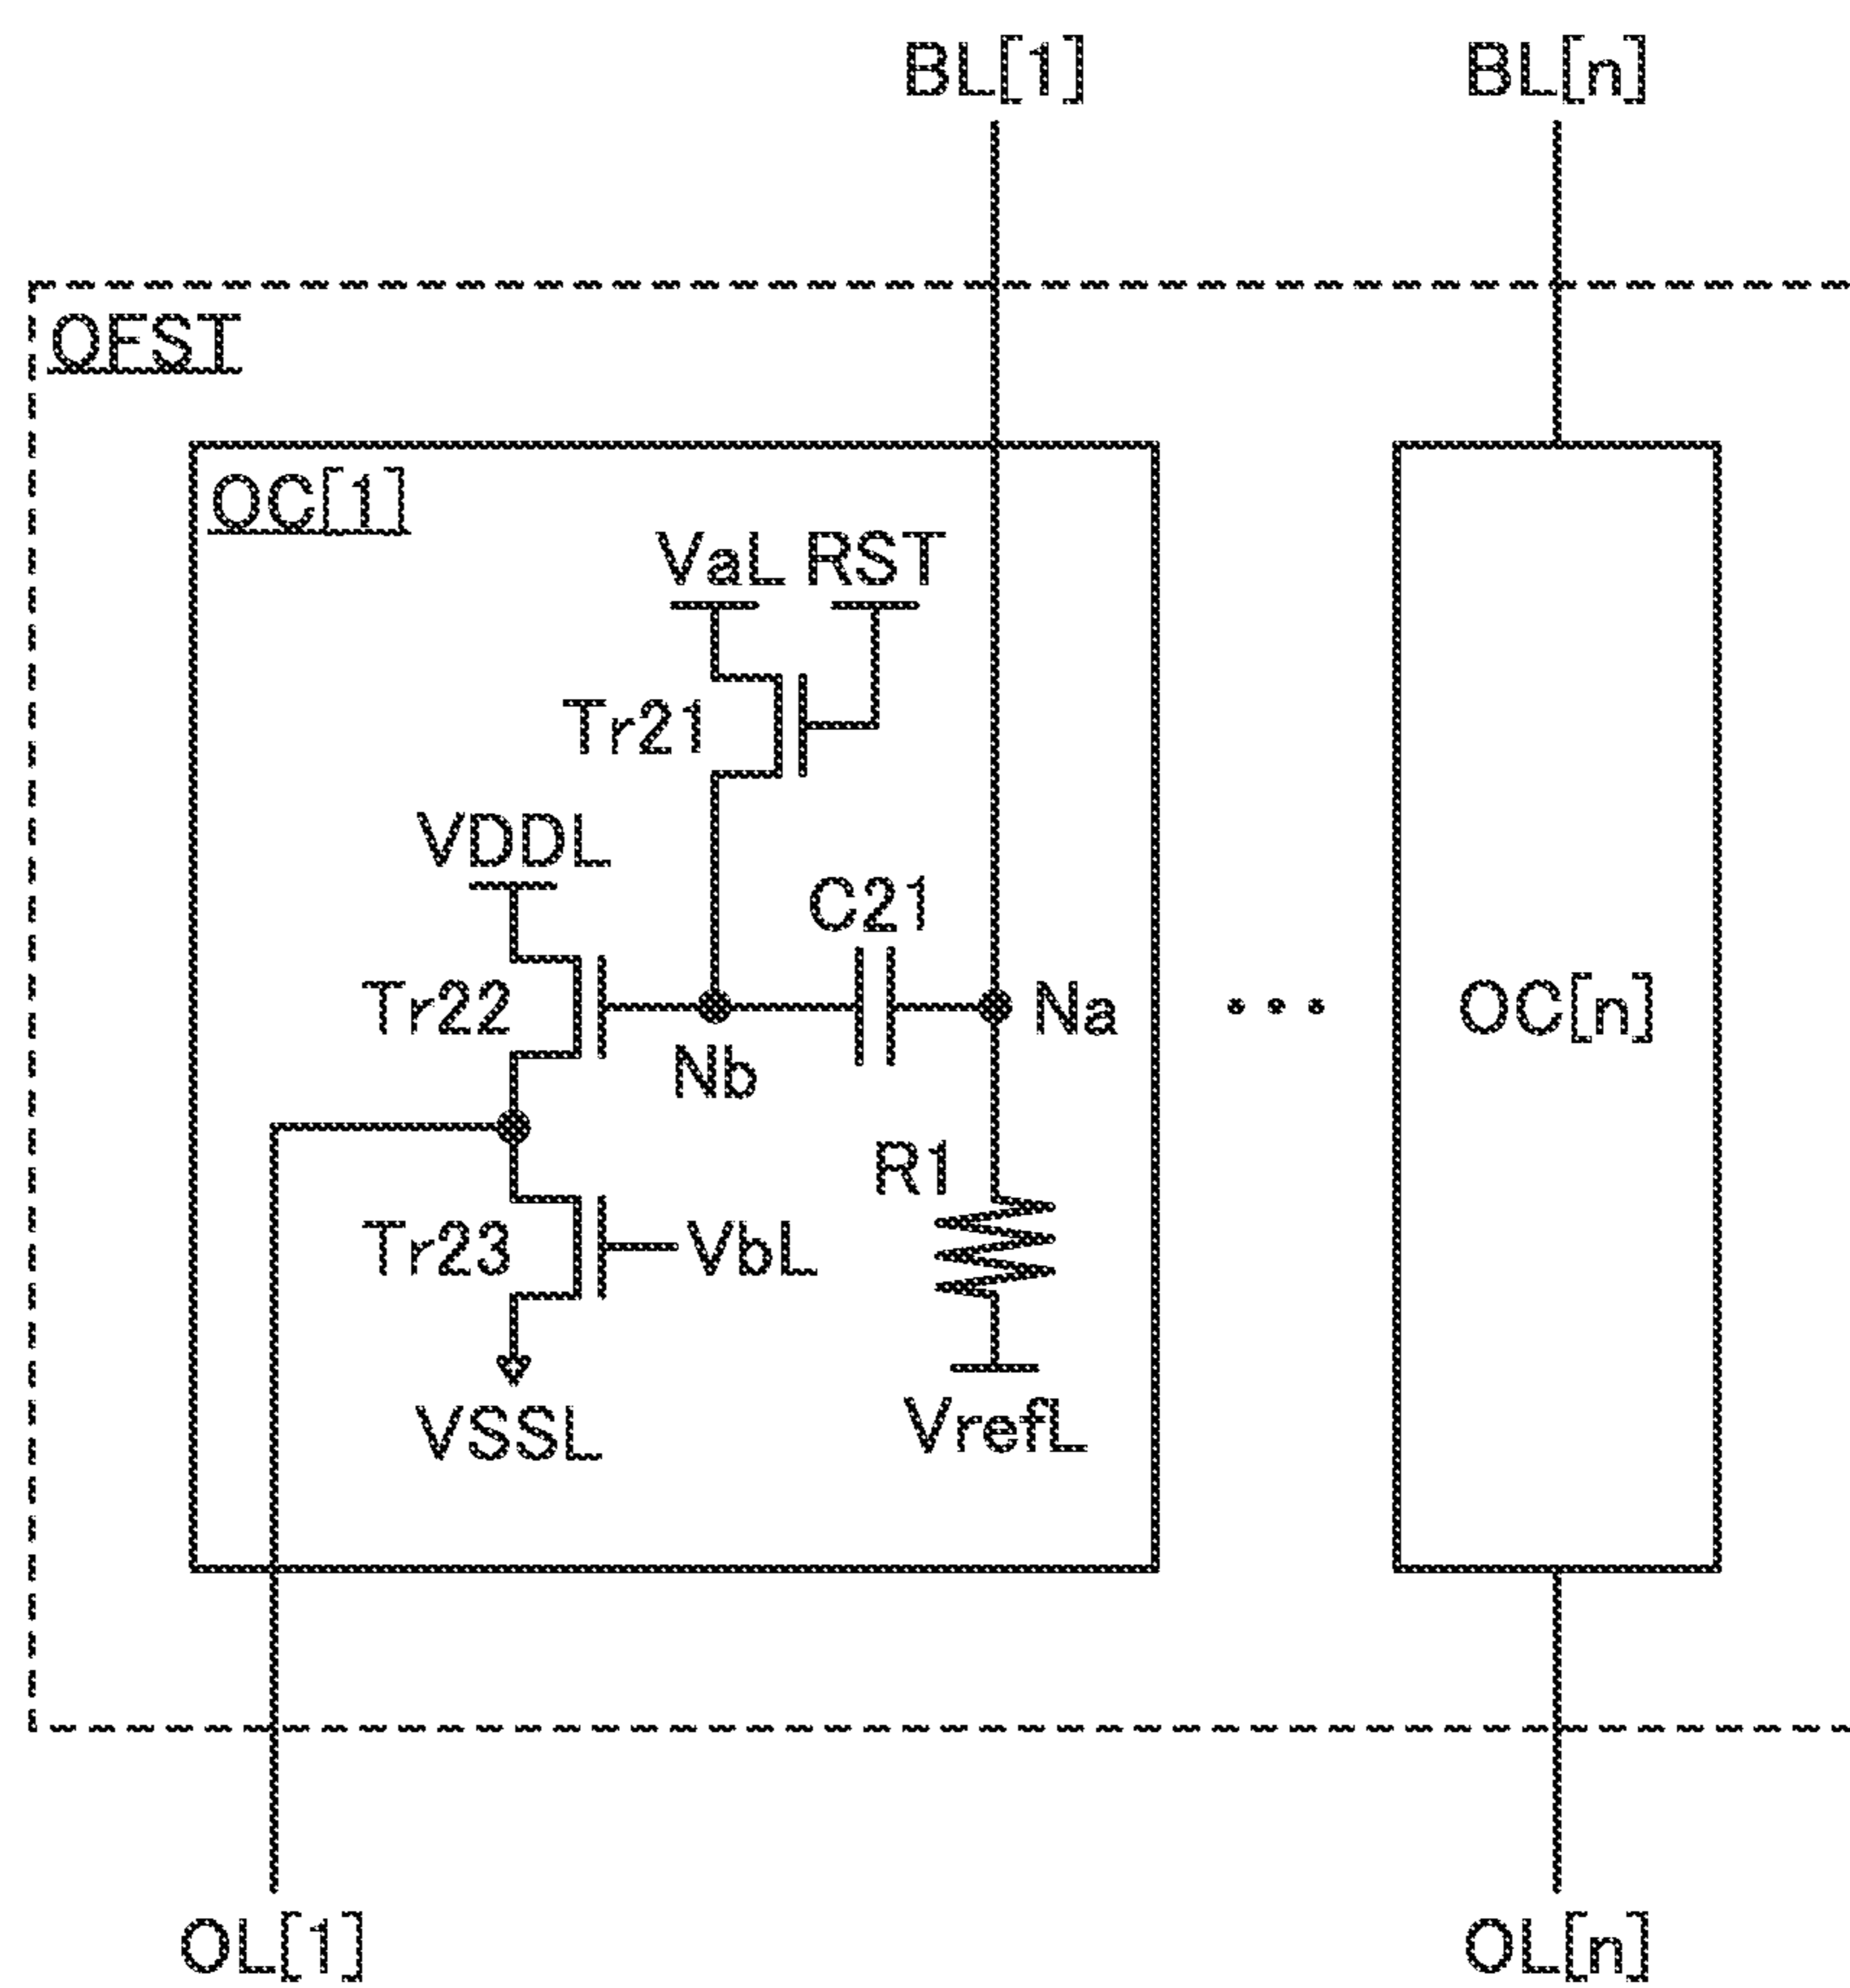 BL[1] BL[n]
OFST
OC[1]
VaL RST
Tr21
VDDL
C21
Tr22
Na
... OC[n]
Nb
R1
Tr23
VbL
VSSL
VrefL
OL[1] OL[n]